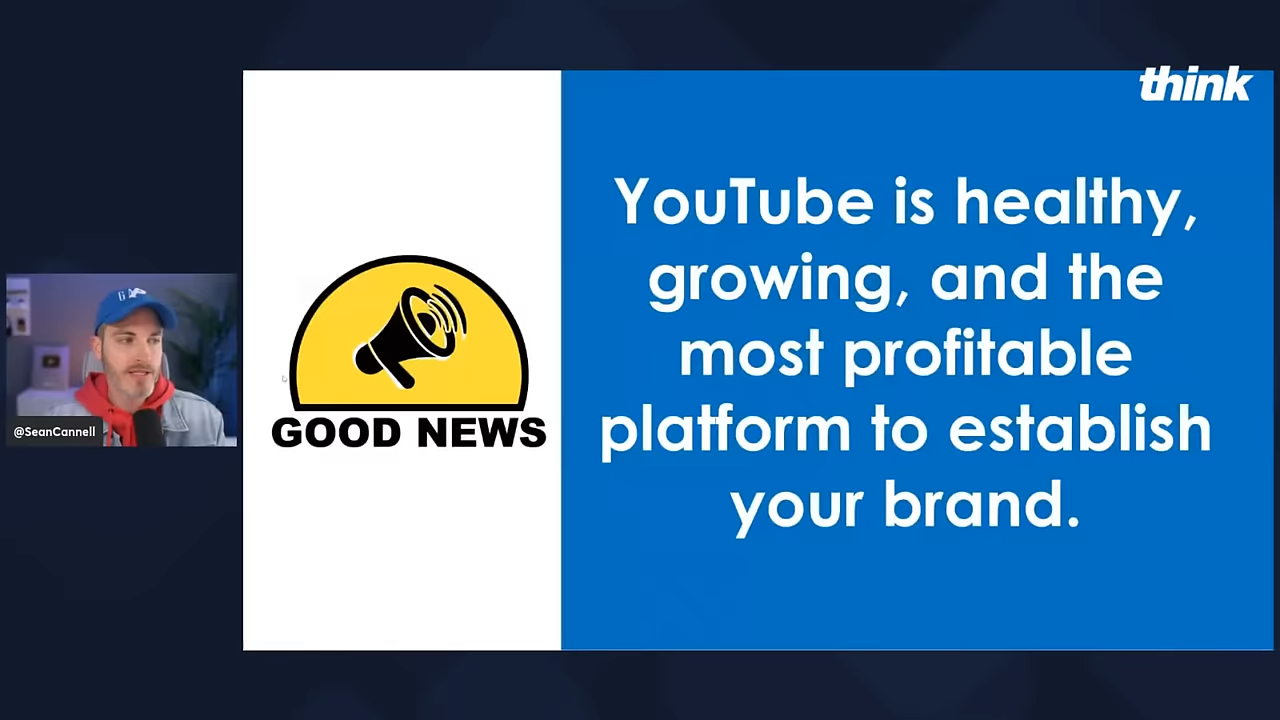 think
YouTube is healthy,
growing, and the
most profitable
platform to establish
your brand.
GOOD NEWS
@SeanCannell